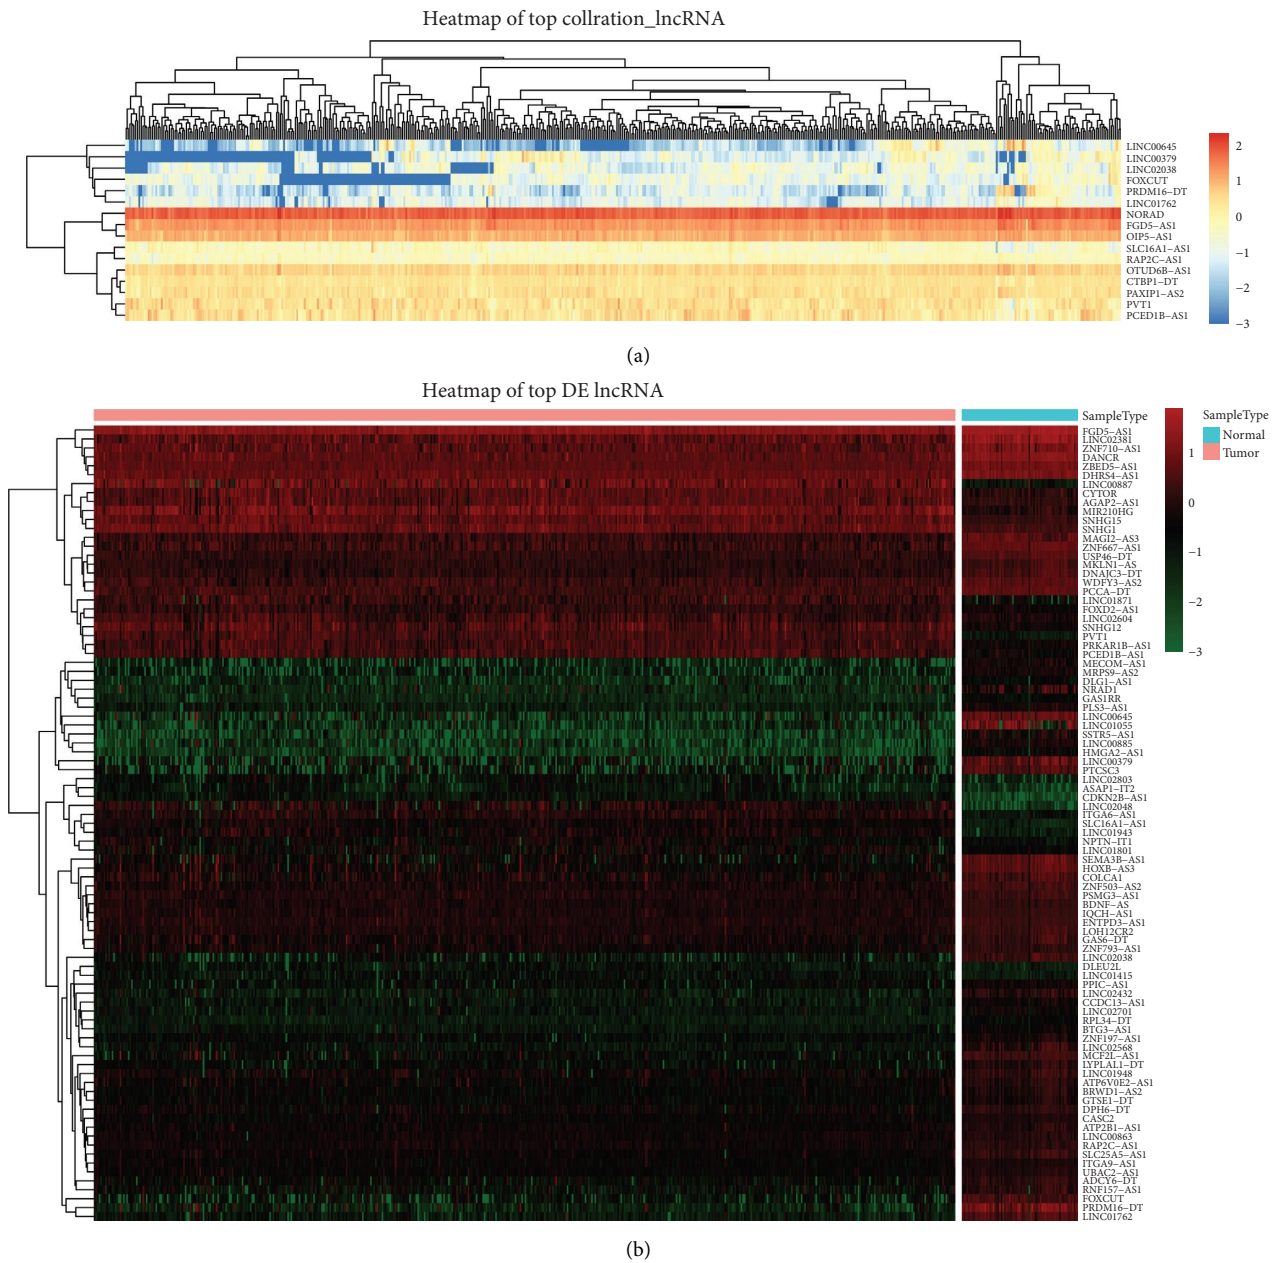 Heatmap of top collration_lncRNA
LINC00645
LINC00379
LINC02038
FOXCUT
PRDM16-DT
LINC01762
NORAD
FGD5-AS1
OIP5-AS1
SLC16A1-AS1
RAP2C-AS1
OTUD6B-AS1
CTBP1-DT
PAXIP1-AS2
PVT1
PCED1B-AS1
2
1
0
-1
-2
-3
(a)
Heatmap of top DE lncRNA
SampleType
FGD5-AS1
LINC02381
ZNF710-AS1
DANCR
ZBED5-AS1
DHRS4-AS1
LINC00887
CYTOR
AGAP2-AS1
MIR210HG
SNHG15
SNHG1
MAGI2-AS3
ZNF667-AS1
USP46-DT
MKLN1-AS
DNAJC3-DT
WDFY3-AS2
PCCA-DT
LINC01871
FOXD2-AS1
LINC02604
SNHG12
PVT1
PRKAR1B-AS1
PCED1B-AS1
MECOM-AS1
MRPS9-AS2
DLG1-AS1
NRAD1
GAS1RR
PLS3-AS1
LINC00645
LINC01055
SSTR5-AS1
LINC00885
HMGA2-AS1
LINC00379
PTCSC3
LINC02803
ASAP1-IT2
CDKN2B-AS1
LINC02048
ITGA6-AS1
SLC16A1-AS1
LINC01943
NPTN-IT1
LINC01801
SEMA3B-AS1
HOXB-AS3
COLCA1
ZNF503-AS2
PSMG3-AS1
BDNF-AS
IQCH-AS1
ENTPD3-AS1
LOH12CR2
GAS6-DT
ZNF793-AS1
LINC02038
DLEU2L
LINC01415
PPIC-AS1
LINC02432
CCDC13-AS1
LINC02701
RPL34-DT
BTG3-AS1
ZNF197-AS1
LINC02568
MCF2L-AS1
LYPLAL1-DT
LINC01948
ATP6V0E2-AS1
BRWD1-AS2
GTSE1-DT
DPH6-DT
CASC2
ATP2B1-AS1
LINC00863
RAP2C-AS1
SLC25A5-AS1
ITGA9-AS1
UBAC2-AS1
ADCY6-DT
RNF157-AS1
FOXCUT
PRDM16-DT
LINC01762
1
0
-1
-2
-3
SampleType
Normal
Tumor
(b)